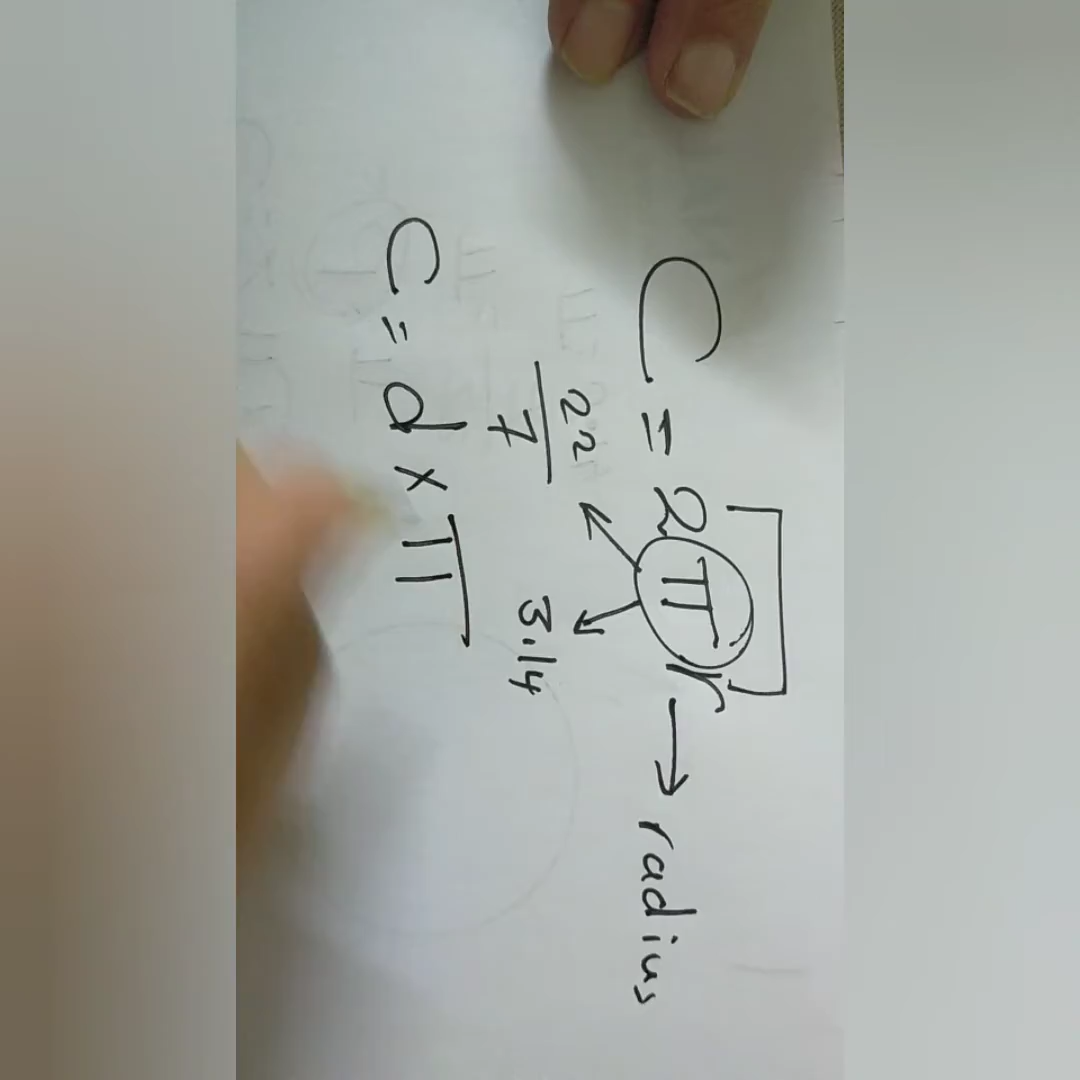 C = 2πr → radius
22/7 3.14
C = d × π